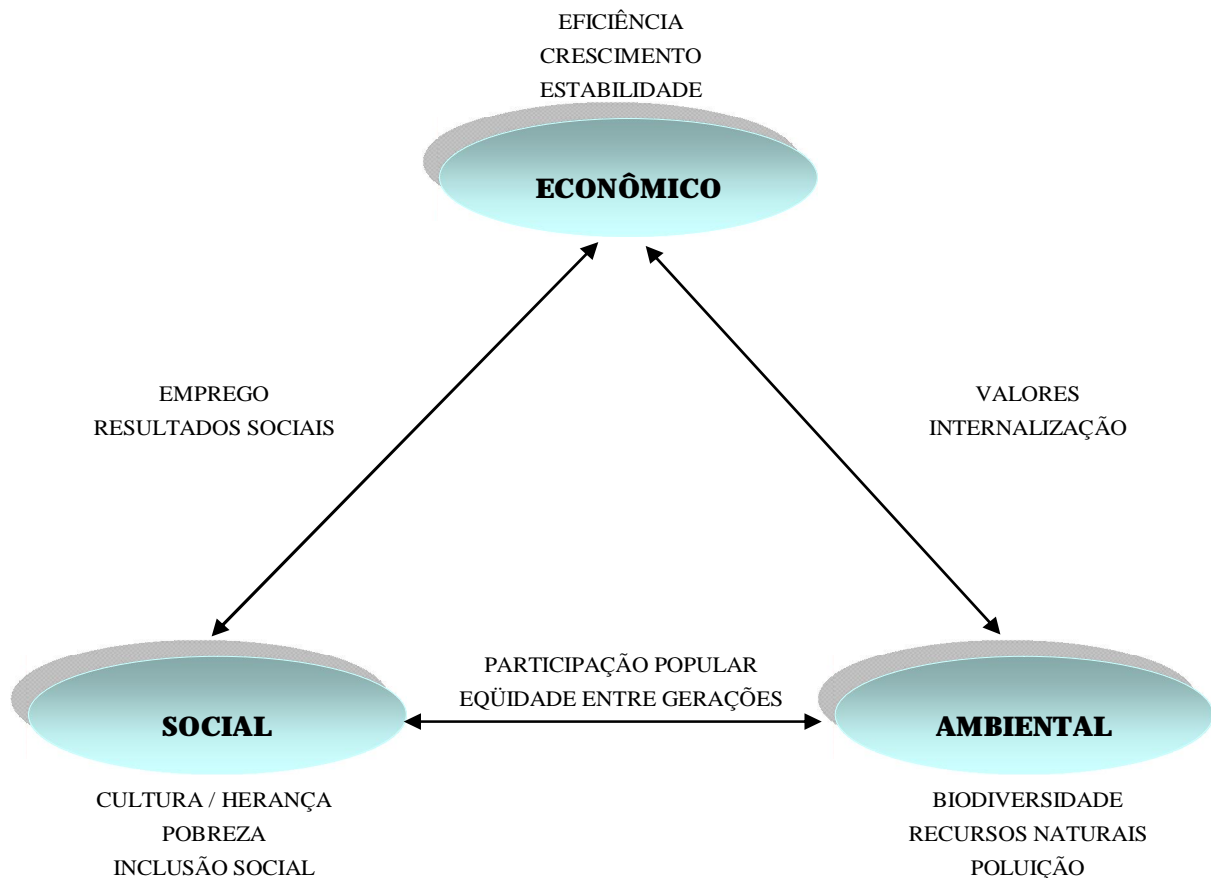 EFICIÊNCIA
CRESCIMENTO
ESTABILIDADE
ECONÔMICO
EMPREGO
RESULTADOS SOCIAIS
VALORES
INTERNALIZAÇÃO
PARTICIPAÇÃO POPULAR
EQÜIDADE ENTRE GERAÇÕES
SOCIAL
AMBIENTAL
CULTURA / HERANÇA
POBREZA
INCLUSÃO SOCIAL
BIODIVERSIDADE
RECURSOS NATURAIS
POLUIÇÃO